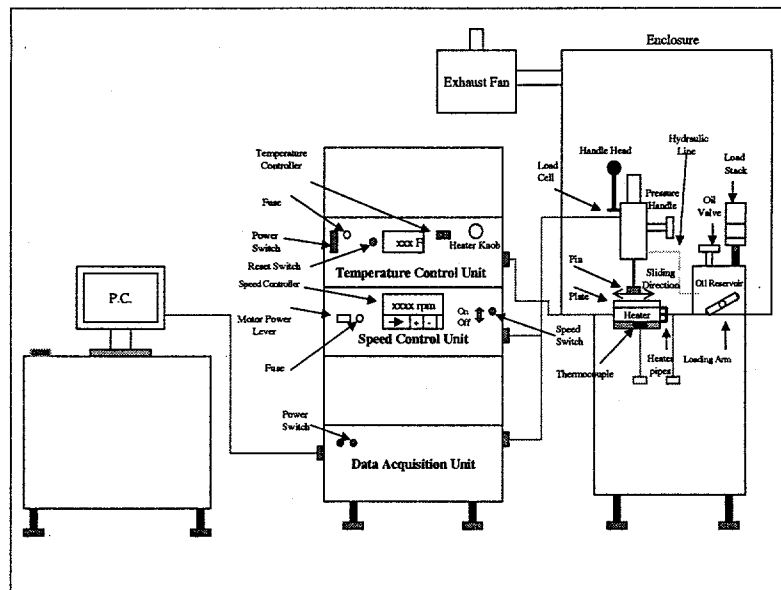 Enclosure
Exhaust Fan
Handle Head
Hydraulic
Line
Load
Stack
Temperature
Controller
Load
Cell
Pressure
Handle
Oil
Valve
Fuse
Power
Switch
xxx F
Heater Knob
Reset Switch
Temperature Control Unit
Pin
Sliding
Direction
Oil Reservoir
Speed Controller
Plate
P.C.
xxxx rpm
On
Off
Heater
Motor Power
Lever
+ -
Speed Control Unit
Speed
Switch
Fuse
Thermocouple
Heater
pipes
Loading Arm
Power
Switch
Data Acquisition Unit